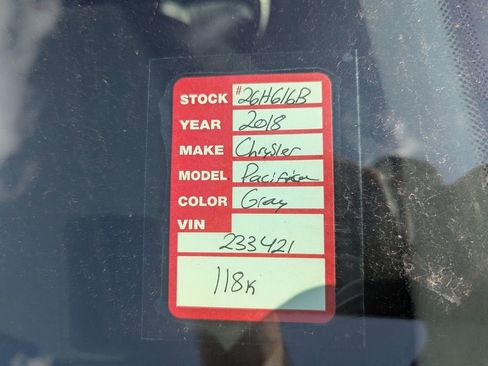 STOCK #26H616B
YEAR 2018
MAKE Chrysler
MODEL Pacifica
COLOR Gray
VIN
233421
118K